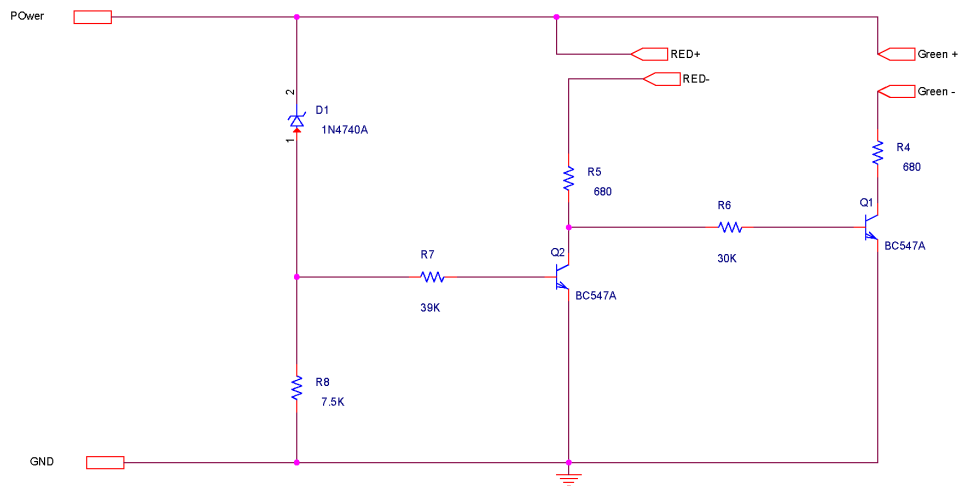 POwer
RED+
Green +
RED-
Green -
2
D1
1N4740A
1
R4
680
R5
680
R6
Q1
30K
BC547A
R7
Q2
39K
BC547A
R8
7.5K
GND